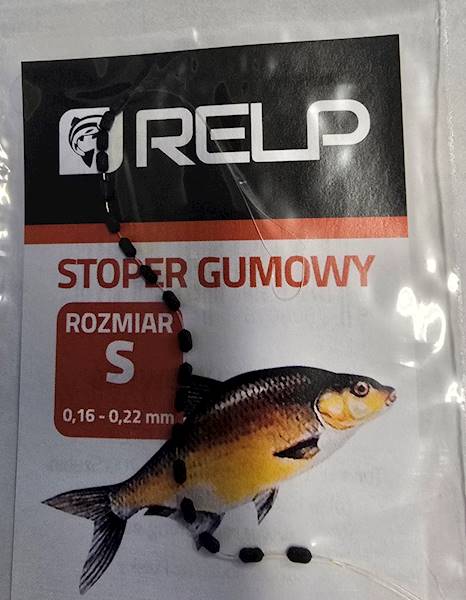 RELP
STOPER GUMOWY
ROZMIAR
S
0,16 - 0,22 mm